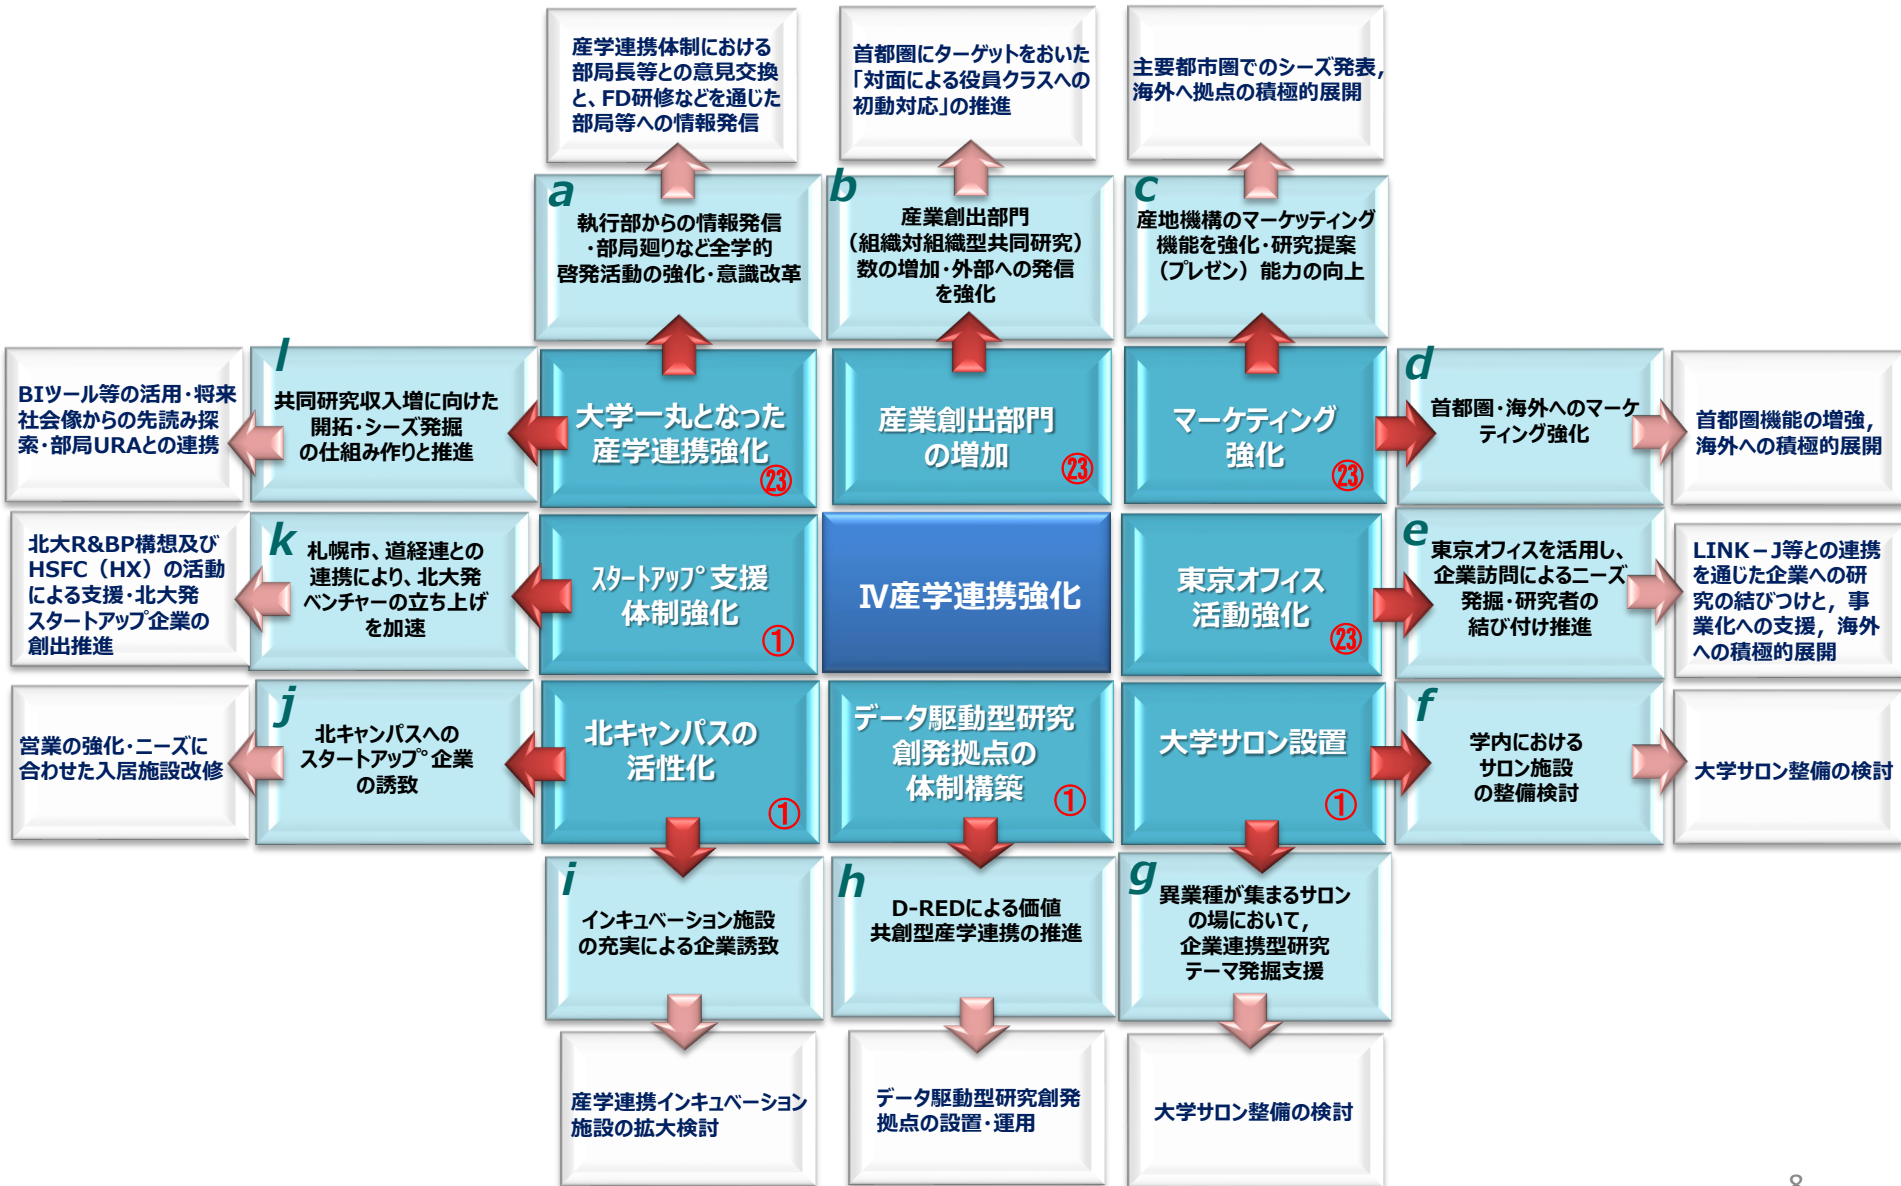 産学連携体制における
部局長等との意見交換
と、FD研修などを通じた
部局等への情報発信
首都圏にターゲットをおいた
「対面による役員クラスへの
初動対応」の推進
主要都市圏でのシーズ発表,
海外へ拠点の積極的展開
a
執行部からの情報発信
・部局廻りなど全学的
啓発活動の強化・意識改革
b
産業創出部門
（組織対組織型共同研究）
数の増加・外部への発信
を強化
c
産地機構のマーケッティング
機能を強化・研究提案
（プレゼン）能力の向上
BIツール等の活用・将来
社会像からの先読み探
索・部局URAとの連携
l
共同研究収入増に向けた
開拓・シーズ発掘
の仕組み作りと推進
大学一丸となった
産学連携強化
㉓
産業創出部門
の増加
㉓
マーケティング
強化
㉓
d
首都圏・海外へのマーケ
ティング強化
首都圏機能の増強,
海外への積極的展開
北大R&BP構想及び
HSFC（HX）の活動
による支援・北大発
スタートアップ企業の
創出推進
k
札幌市、道経連との
連携により、北大発
ベンチャーの立ち上げ
を加速
ｽﾀｰﾄｱｯﾌﾟ支援
体制強化
①
Ⅳ産学連携強化
東京オフィス
活動強化
㉓
e
東京オフィスを活用し、
企業訪問によるニーズ
発掘・研究者の
結び付け推進
LINK－J等との連携
を通じた企業への研
究の結びつけと，事
業化への支援，海外
への積極的展開
営業の強化・ニーズに
合わせた入居施設改修
j
北キャンパスへの
スタートアップ企業
の誘致
北キャンパスの
活性化
①
データ駆動型研究
創発拠点の
体制構築
①
大学サロン設置
①
f
学内における
サロン施設
の整備検討
大学サロン整備の検討
i
インキュベーション施設
の充実による企業誘致
h
D-REDによる価値
共創型産学連携の推進
g
異業種が集まるサロン
の場において，
企業連携型研究
テーマ発掘支援
産学連携インキュベーション
施設の拡大検討
データ駆動型研究創発
拠点の設置・運用
大学サロン整備の検討
8